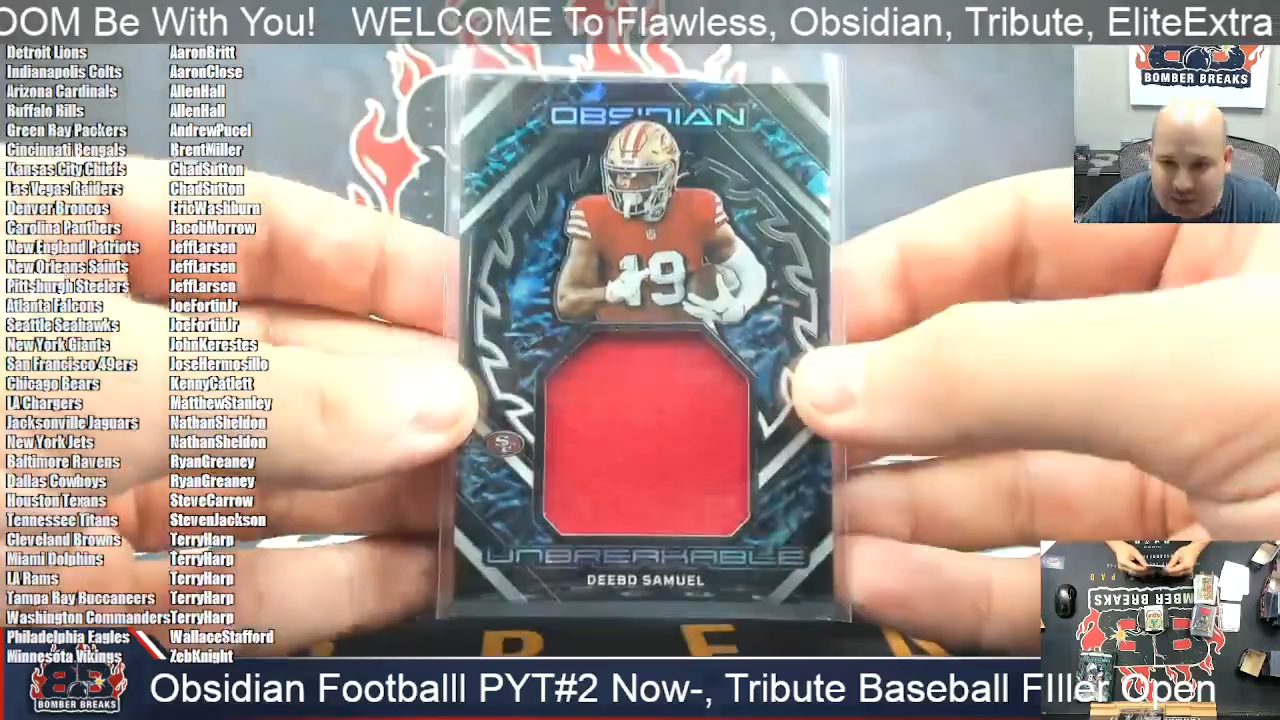 OOM Be With You! WELCOME To Flawless, Obsidian, Tribute, EliteExtra
Detroit Lions AaronBritt
Indianapolis Colts AaronClose
Arizona Cardinals AllenHall
Buffalo Bills AllenHall
Green Bay Packers AndrewPucel
Cincinnati Bengals BrentMiller
Kansas City Chiefs ChadSutton
Las Vegas Raiders ChadSutton
Denver Broncos EricWashburn
Carolina Panthers JacobMorrow
New England Patriots JeffLarsen
New Orleans Saints JeffLarsen
Pittsburgh Steelers JeffLarsen
Atlanta Falcons JoeFortinJr
Seattle Seahawks JoeFortinJr
New York Giants JohnKerestes
San Francisco 49ers JoseHermosillo
Chicago Bears KennyCatlett
LA Chargers MatthewStanley
Jacksonville Jaguars NathanSheldon
New York Jets NathanSheldon
Baltimore Ravens RyanGreaney
Dallas Cowboys RyanGreaney
Houston Texans SteveCarrow
Tennessee Titans StevenJackson
Cleveland Browns TerryHarp
Miami Dolphins TerryHarp
LA Rams TerryHarp
Tampa Bay Buccaneers TerryHarp
Washington Commanders TerryHarp
Philadelphia Eagles WallaceStafford
Minnesota Vikings ZebKnight
OBSIDIAN
19
SF
UNBREAKABLE
DEEBO SAMUEL
BOMBER BREAKS
PAD
BOMBER BREAKS
BOMBER BREAKS
Obsidian Footballl PYT#2 Now-, Tribute Baseball FIller Open